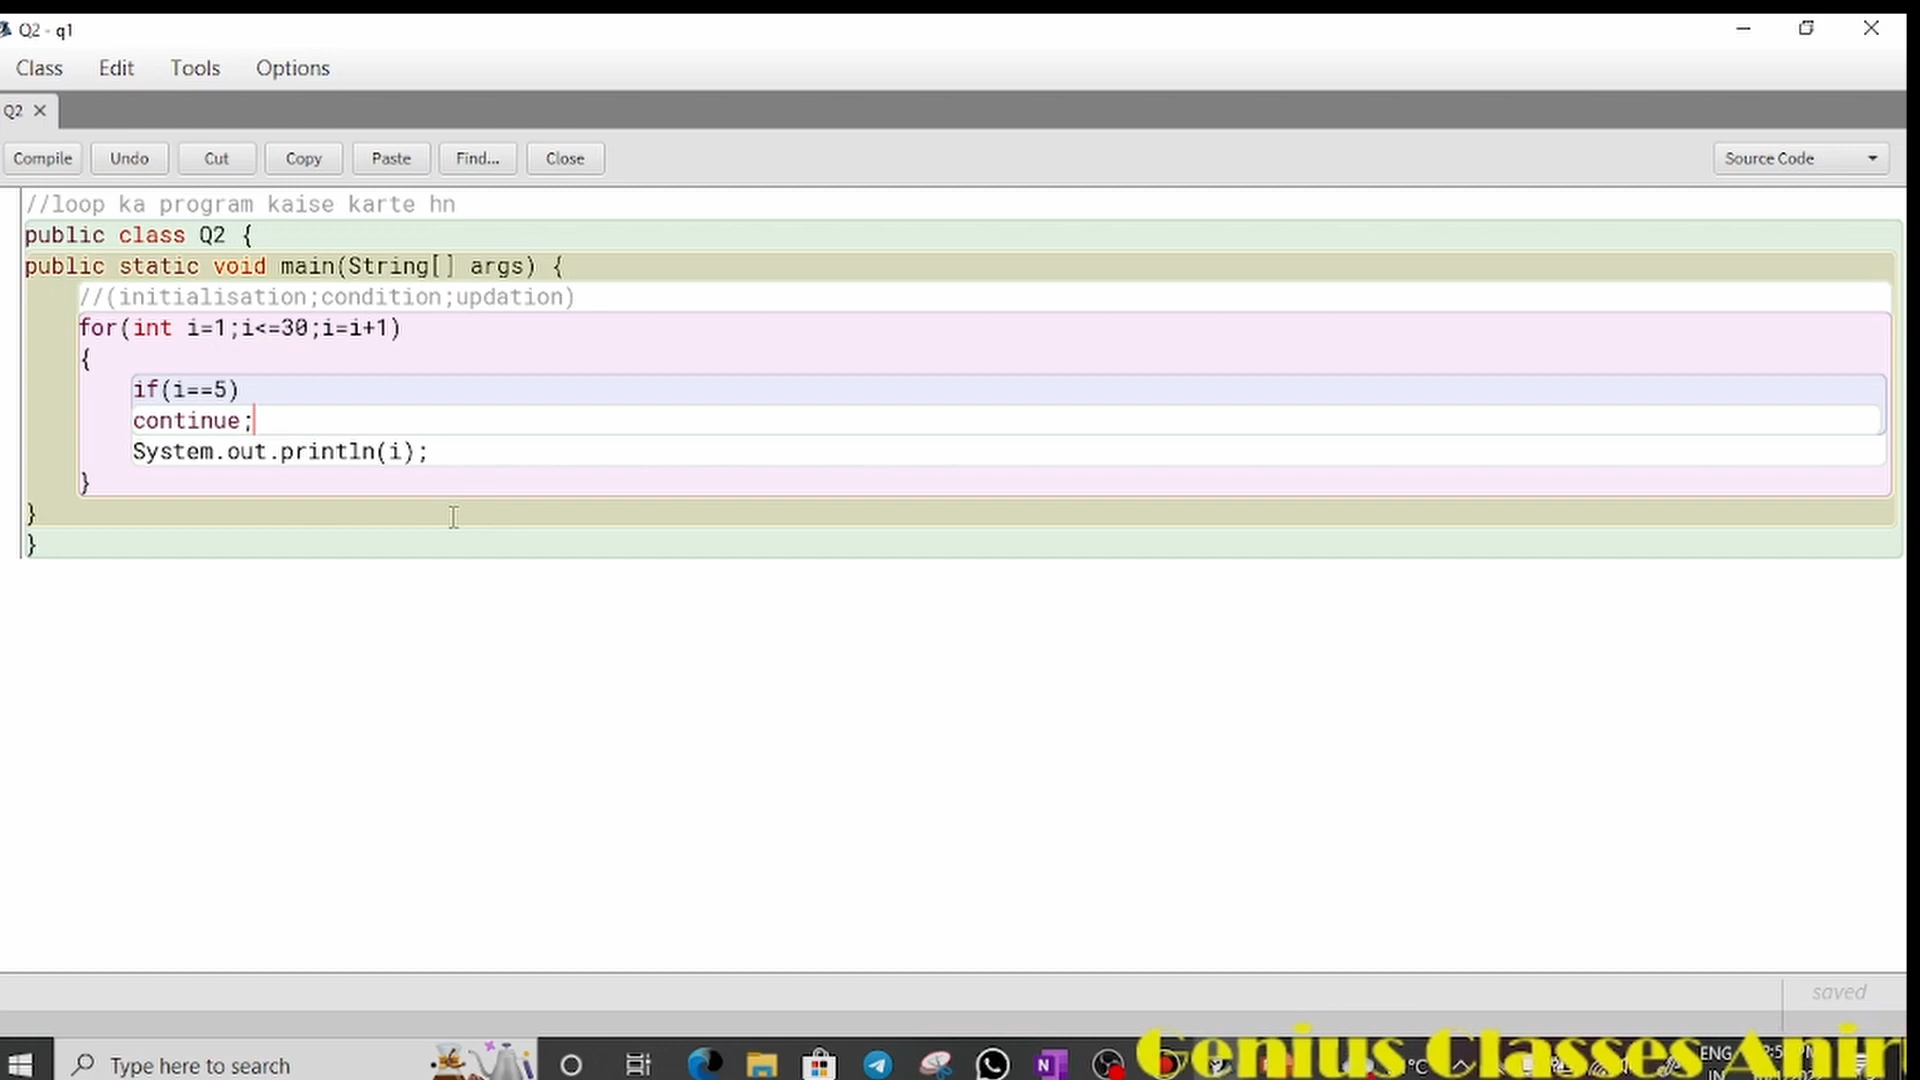 Q2 - q1
Class Edit Tools Options
Q2
Compile Undo Cut Copy Paste Find... Close Source Code
//loop ka program kaise karte hn
public class Q2 {
public static void main(String[] args) {
//(initialisation;condition;updation)
for(int i=1;i<=30;i=i+1)
{
if(i==5)
continue;
System.out.println(i);
}
}
}
saved
Type here to search
Genius Classes
ENG